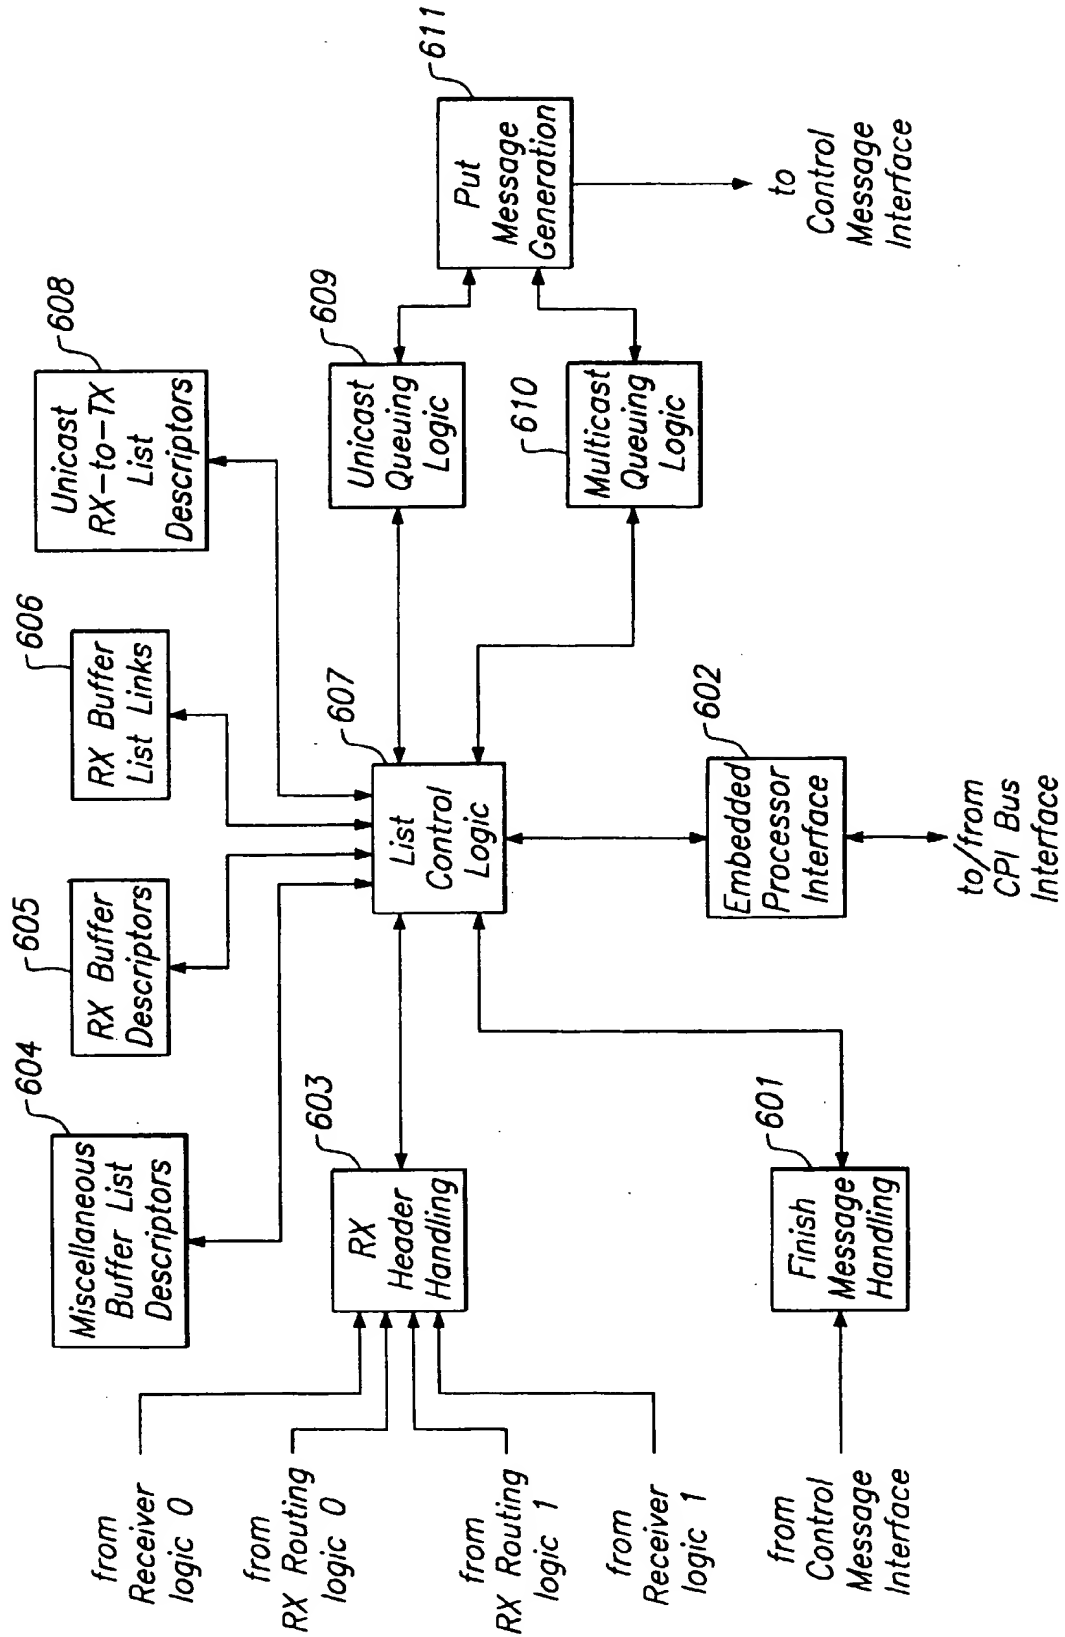 604
Miscellaneous
Buffer List
Descriptors
605
RX Buffer
Descriptors
606
RX Buffer
List Links
608
Unicast
RX-to-TX
List
Descriptors
from
Receiver
logic 0
from
RX Routing
logic 0
from
RX Routing
logic 1
from
Receiver
logic 1
603
RX
Header
Handling
607
List
Control
Logic
609
Unicast
Queuing
Logic
610
Multicast
Queuing
Logic
611
Put
Message
Generation
to
Control
Message
Interface
from
Control
Message
Interface
601
Finish
Message
Handling
602
Embedded
Processor
Interface
to/from
CPI Bus
Interface